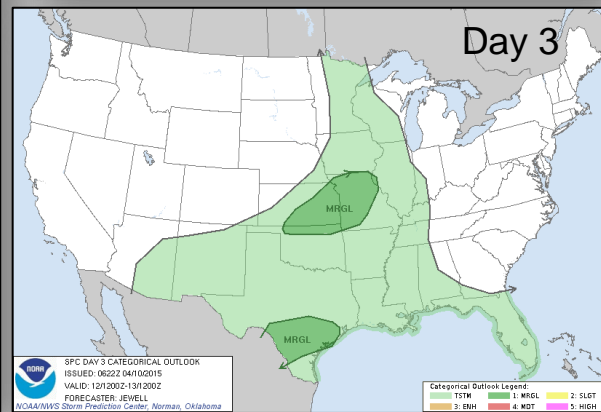 Day 3
MRGL
MRGL
NOAA
SPC DAY 3 CATEGORICAL OUTLOOK
ISSUED: 0622Z 04/10/2015
VALID: 12/1200Z-13/1200Z
FORECASTER: JEWELL
NOAA/NWS Storm Prediction Center, Norman, Oklahoma
Categorical Outlook Legend:
TSTM 1: MRGL 2: SLGT
3: ENH 4: MDT 5: HIGH